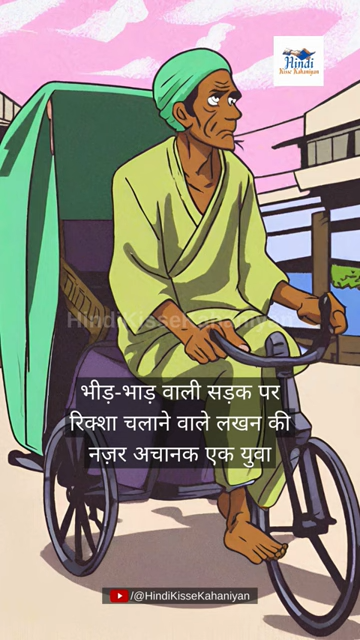 Hindi
Kisse Kahaniyan
HindiKisseKahaniyan
भीड़-भाड़ वाली सड़क पर
रिक्शा चलाने वाले लखन की
नज़र अचानक एक युवा
/@HindiKisseKahaniyan